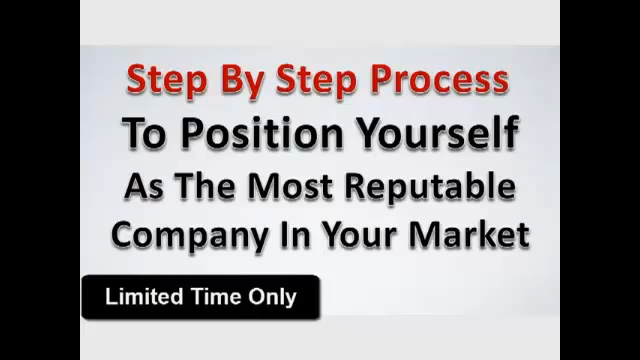 Step By Step Process
To Position Yourself
As The Most Reputable
Company In Your Market
Limited Time Only